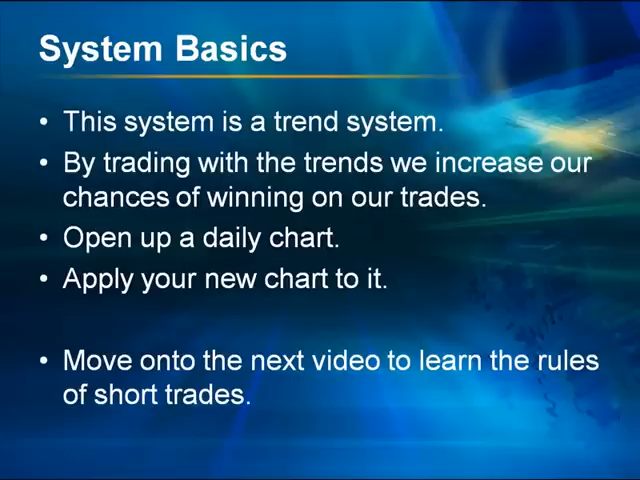 System Basics
• This system is a trend system.
• By trading with the trends we increase our
chances of winning on our trades.
• Open up a daily chart.
• Apply your new chart to it.
• Move onto the next video to learn the rules
of short trades.